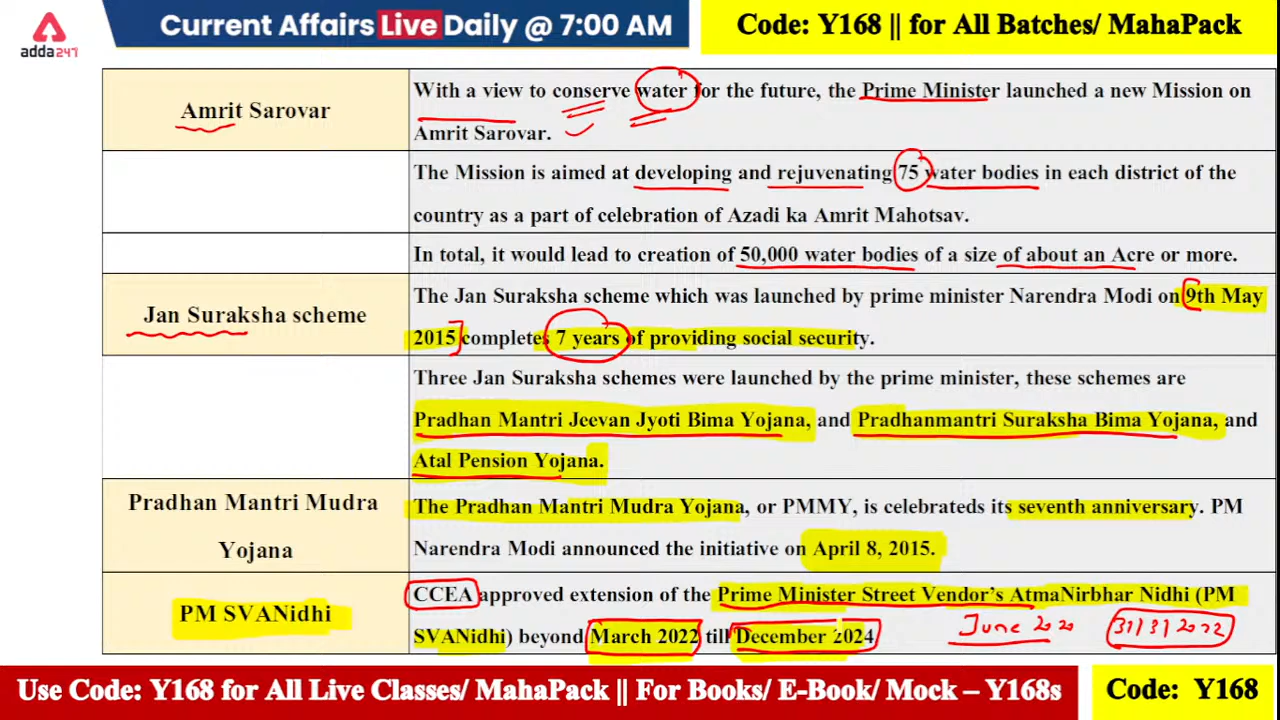 Current Affairs Live Daily @ 7:00 AM
Code: Y168 || for All Batches/ MahaPack
adda247
Amrit Sarovar
With a view to conserve water for the future, the Prime Minister launched a new Mission on
Amrit Sarovar.
The Mission is aimed at developing and rejuvenating 75 water bodies in each district of the
country as a part of celebration of Azadi ka Amrit Mahotsav.
In total, it would lead to creation of 50,000 water bodies of a size of about an Acre or more.
Jan Suraksha scheme
The Jan Suraksha scheme which was launched by prime minister Narendra Modi on 9th May
2015 completes 7 years of providing social security.
Three Jan Suraksha schemes were launched by the prime minister, these schemes are
Pradhan Mantri Jeevan Jyoti Bima Yojana, and Pradhanmantri Suraksha Bima Yojana, and
Atal Pension Yojana.
Pradhan Mantri Mudra
Yojana
The Pradhan Mantri Mudra Yojana, or PMMY, is celebrateds its seventh anniversary. PM
Narendra Modi announced the initiative on April 8, 2015.
PM SVANidhi
CCEA approved extension of the Prime Minister Street Vendor's AtmaNirbhar Nidhi (PM
SVANidhi) beyond March 2022 till December 2024
June 2020 31/3/2022
Use Code: Y168 for All Live Classes/ MahaPack || For Books/ E-Book/ Mock – Y168s
Code: Y168